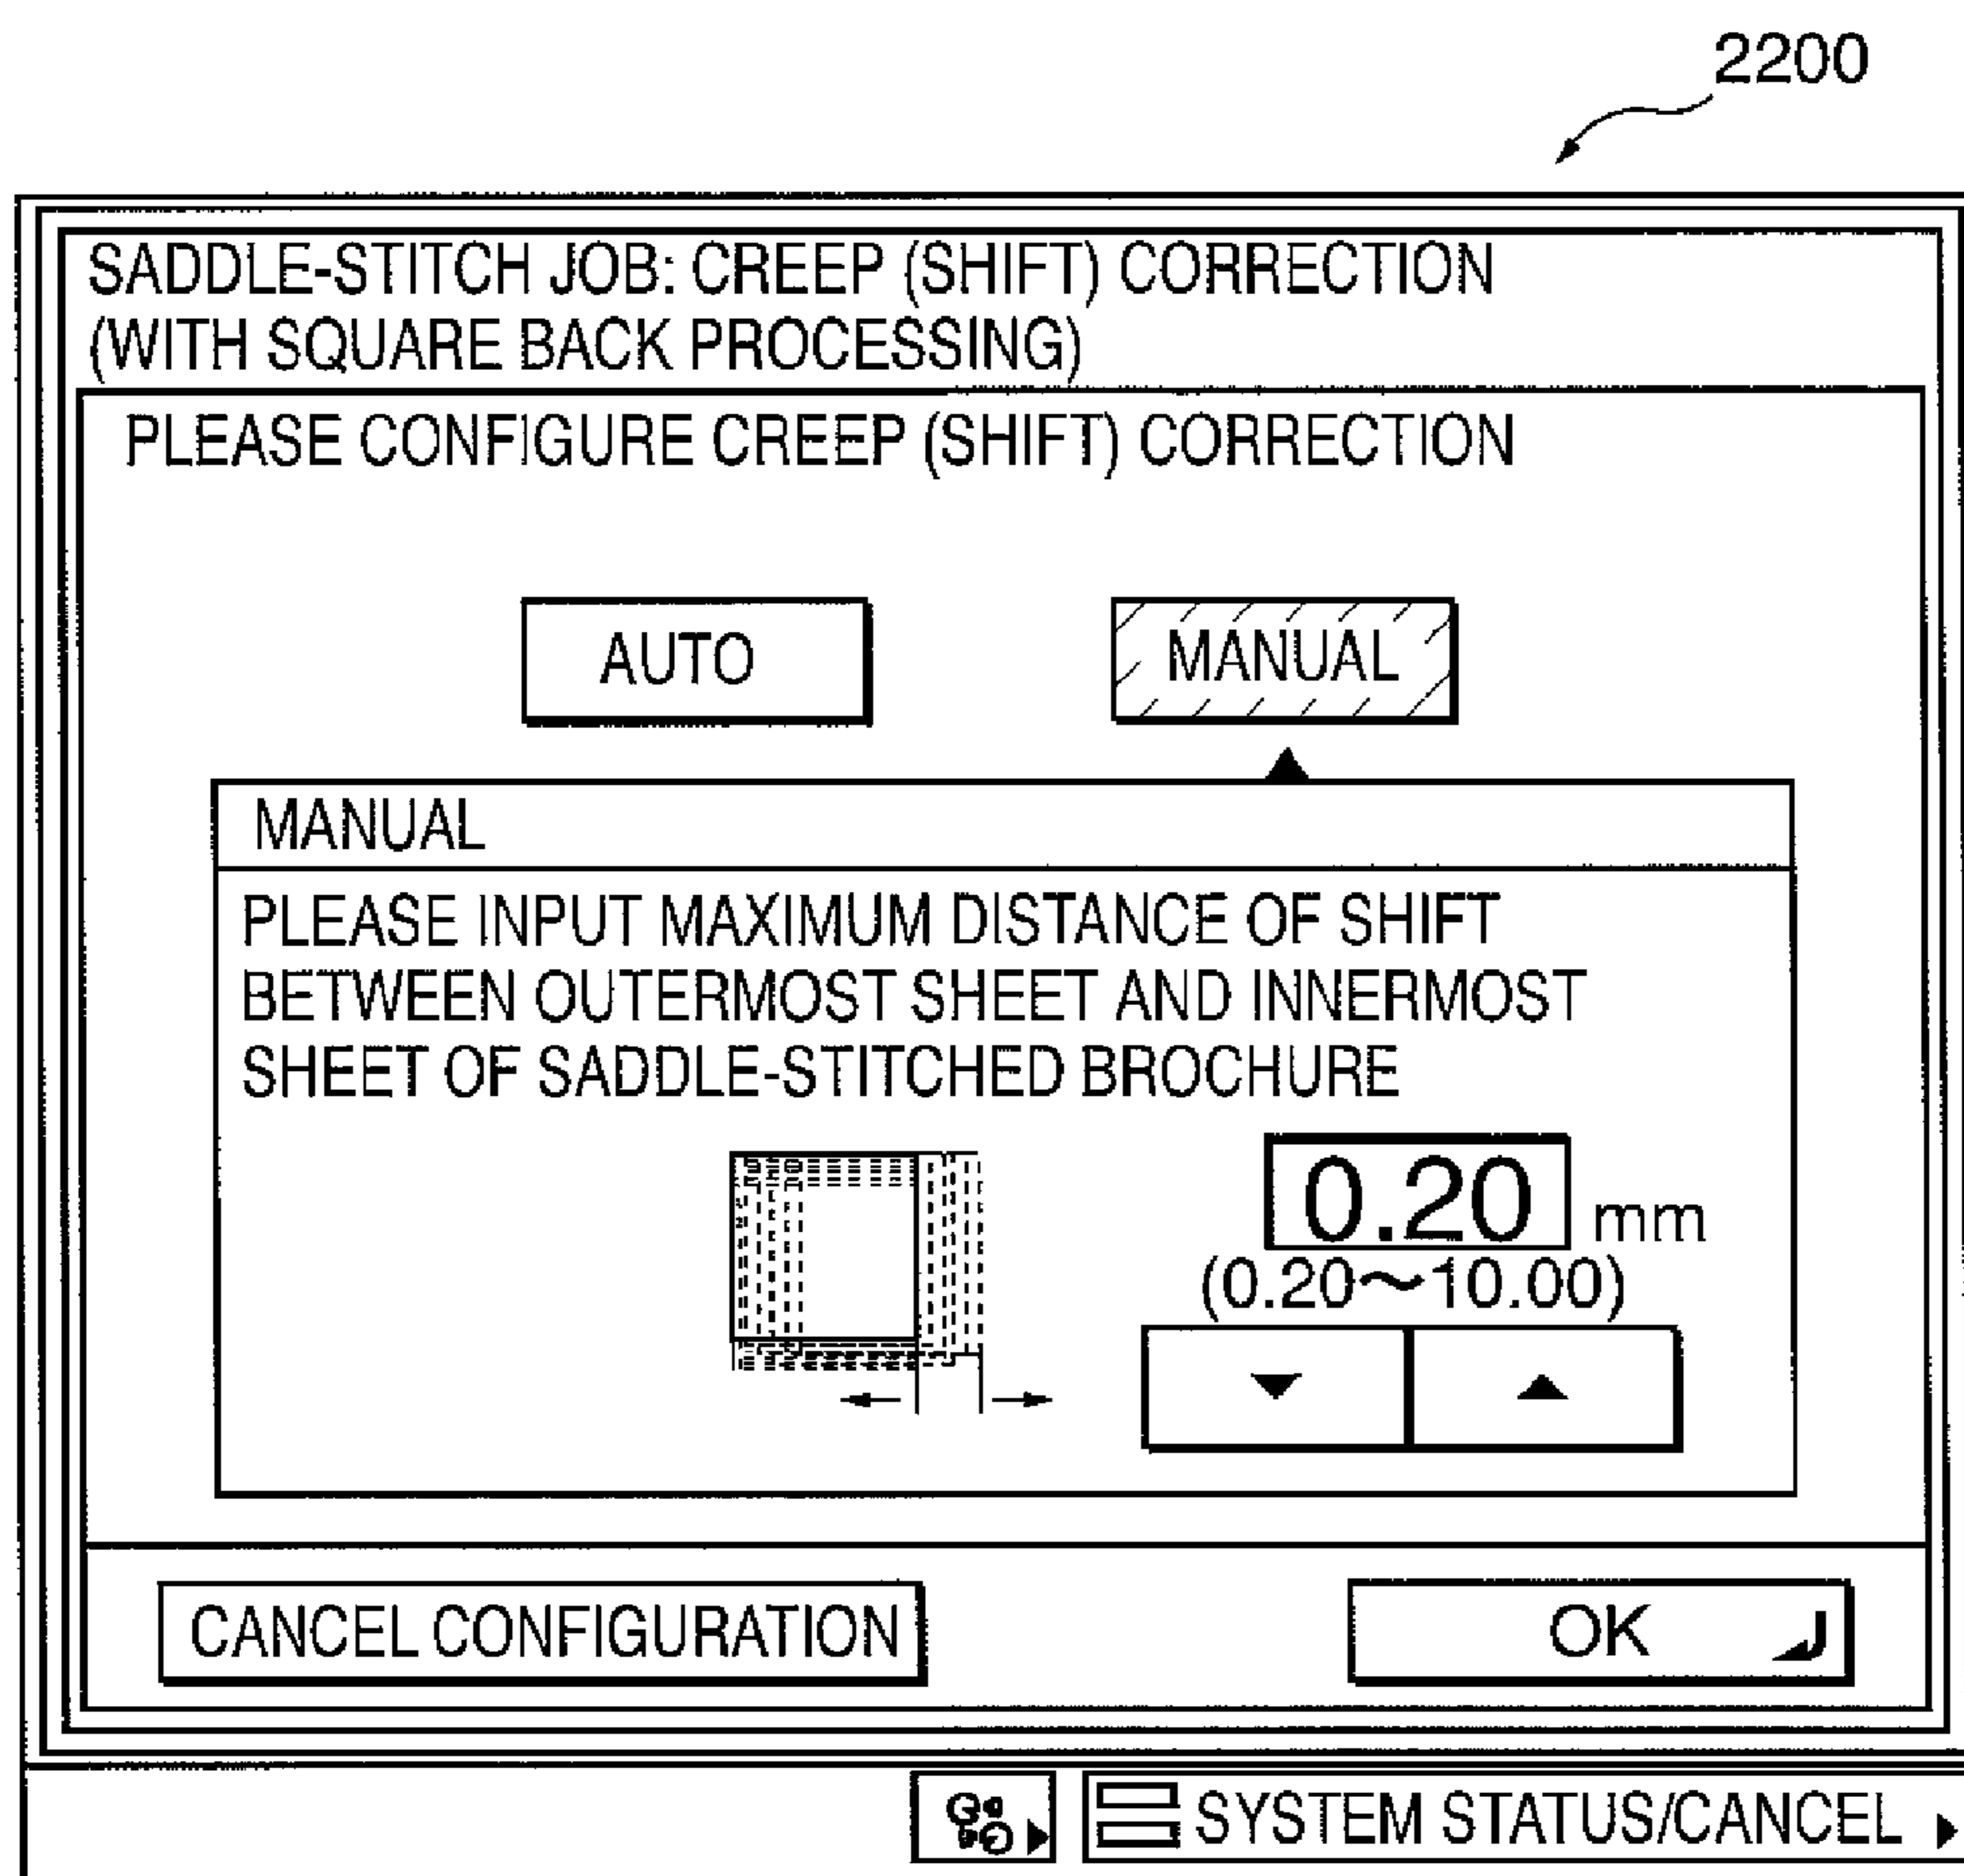 2200
SADDLE-STITCH JOB: CREEP (SHIFT) CORRECTION
(WITH SQUARE BACK PROCESSING)
PLEASE CONFIGURE CREEP (SHIFT) CORRECTION
AUTO
MANUAL
MANUAL
PLEASE INPUT MAXIMUM DISTANCE OF SHIFT
BETWEEN OUTERMOST SHEET AND INNERMOST
SHEET OF SADDLE-STITCHED BROCHURE
0.20 mm
(0.20～10.00)
CANCEL CONFIGURATION
OK
SYSTEM STATUS/CANCEL